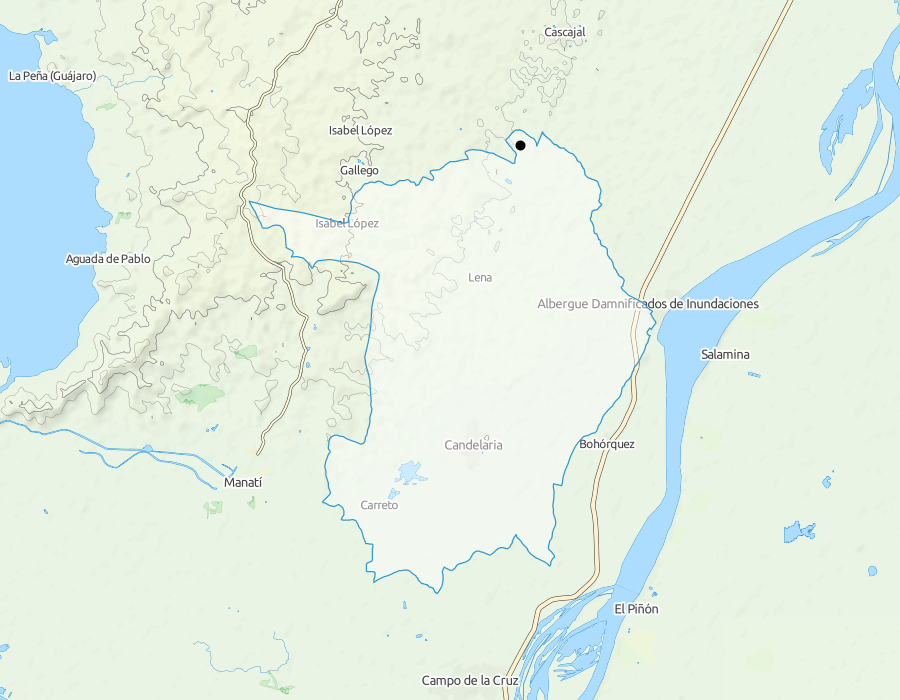 Cascajal
La Peña (Guájaro)
Isabel López
Gallego
Isabel López
Aguada de Pablo
Lena
Albergue Damnificados de Inundaciones
Salamina
Candelaria
Bohórquez
Manatí
Carreto
El Piñón
Campo de la Cruz